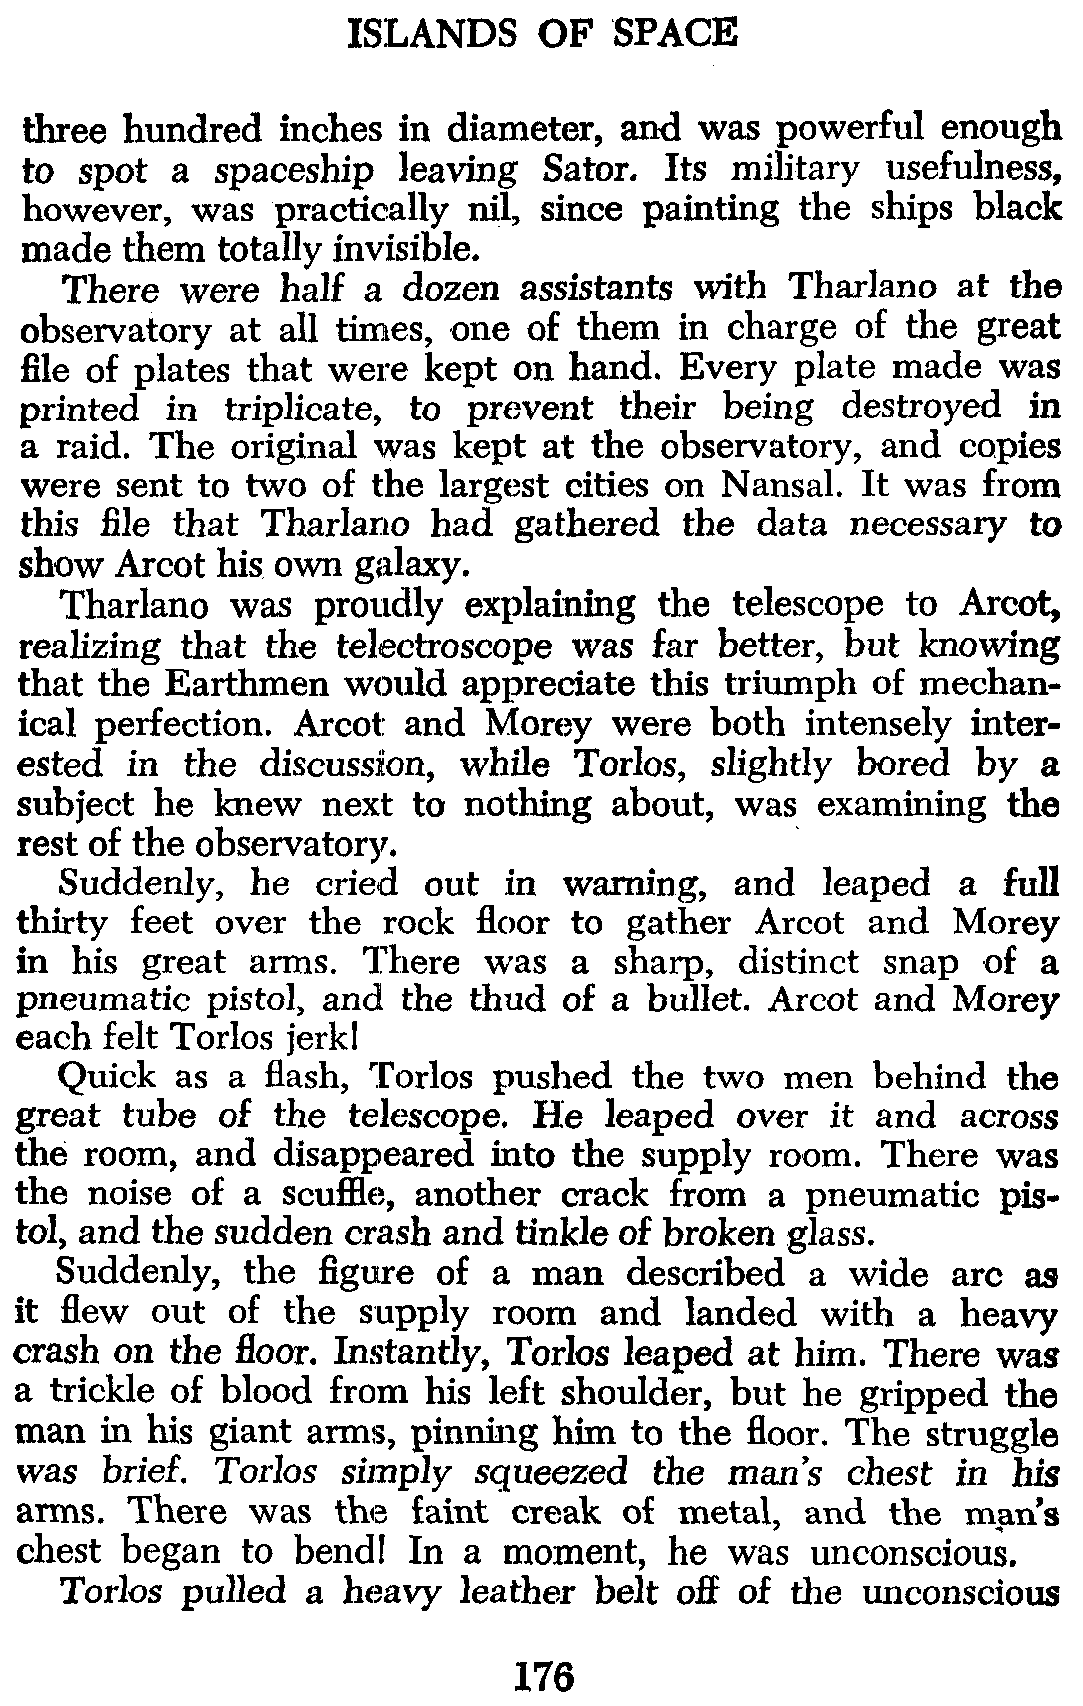 ISLANDS OF SPACE
three hundred inches in diameter, and was powerful enough
to spot a spaceship leaving Sator. Its military usefulness,
however, was practically nil, since painting the ships black
made them totally invisible.
There were half a dozen assistants with Tharlano at the
observatory at all times, one of them in charge of the great
file of plates that were kept on hand. Every plate made was
printed in triplicate, to prevent their being destroyed in
a raid. The original was kept at the observatory, and copies
were sent to two of the largest cities on Nansal. It was from
this file that Tharlano had gathered the data necessary to
show Arcot his own galaxy.
Tharlano was proudly explaining the telescope to Arcot,
realizing that the telectroscope was far better, but knowing
that the Earthmen would appreciate this triumph of mechan-
ical perfection. Arcot and Morey were both intensely inter-
ested in the discussion, while Torlos, slightly bored by a
subject he knew next to nothing about, was examining the
rest of the observatory.
Suddenly, he cried out in warning, and leaped a full
thirty feet over the rock floor to gather Arcot and Morey
in his great arms. There was a sharp, distinct snap of a
pneumatic pistol, and the thud of a bullet. Arcot and Morey
each felt Torlos jerk!
Quick as a flash, Torlos pushed the two men behind the
great tube of the telescope. He leaped over it and across
the room, and disappeared into the supply room. There was
the noise of a scuffle, another crack from a pneumatic pis-
tol, and the sudden crash and tinkle of broken glass.
Suddenly, the figure of a man described a wide arc as
it flew out of the supply room and landed with a heavy
crash on the floor. Instantly, Torlos leaped at him. There was
a trickle of blood from his left shoulder, but he gripped the
man in his giant arms, pinning him to the floor. The struggle
was brief. Torlos simply squeezed the man's chest in his
arms. There was the faint creak of metal, and the man's
chest began to bend! In a moment, he was unconscious.
Torlos pulled a heavy leather belt off of the unconscious
176